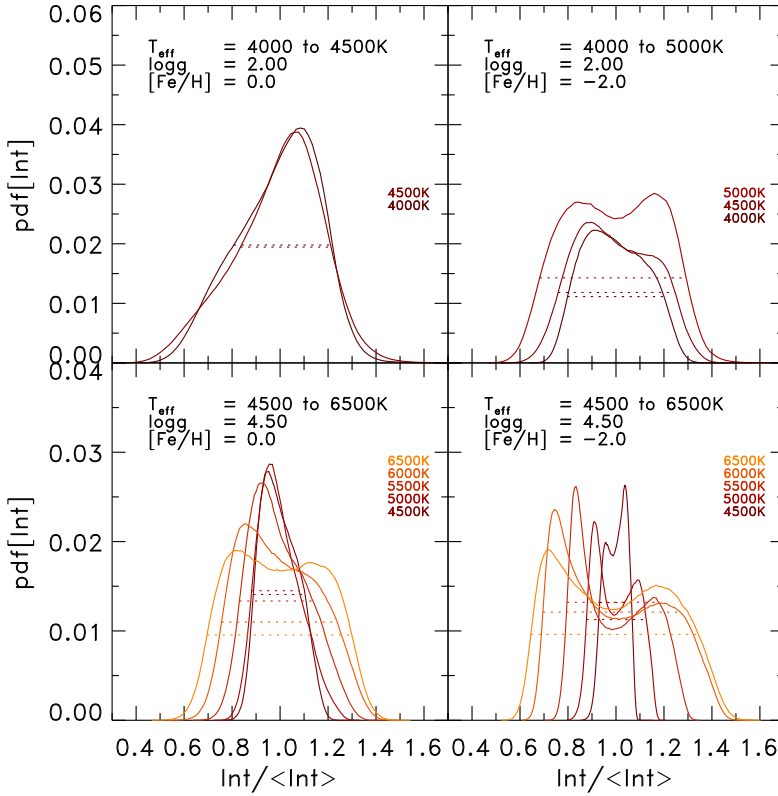 0.06
0.05
0.04
0.03
0.02
0.01
0.00
pdf[Int]
T_eff = 4000 to 4500K
logg = 2.00
[Fe/H] = 0.0
4500K
4000K
T_eff = 4000 to 5000K
logg = 2.00
[Fe/H] = −2.0
5000K
4500K
4000K
0.04
0.03
0.02
0.01
0.00
pdf[Int]
T_eff = 4500 to 6500K
logg = 4.50
[Fe/H] = 0.0
6500K
6000K
5500K
5000K
4500K
T_eff = 4500 to 6500K
logg = 4.50
[Fe/H] = −2.0
6500K
6000K
5500K
5000K
4500K
0.4 0.6 0.8 1.0 1.2 1.4 1.6
0.4 0.6 0.8 1.0 1.2 1.4 1.6
Int/<Int>
Int/<Int>